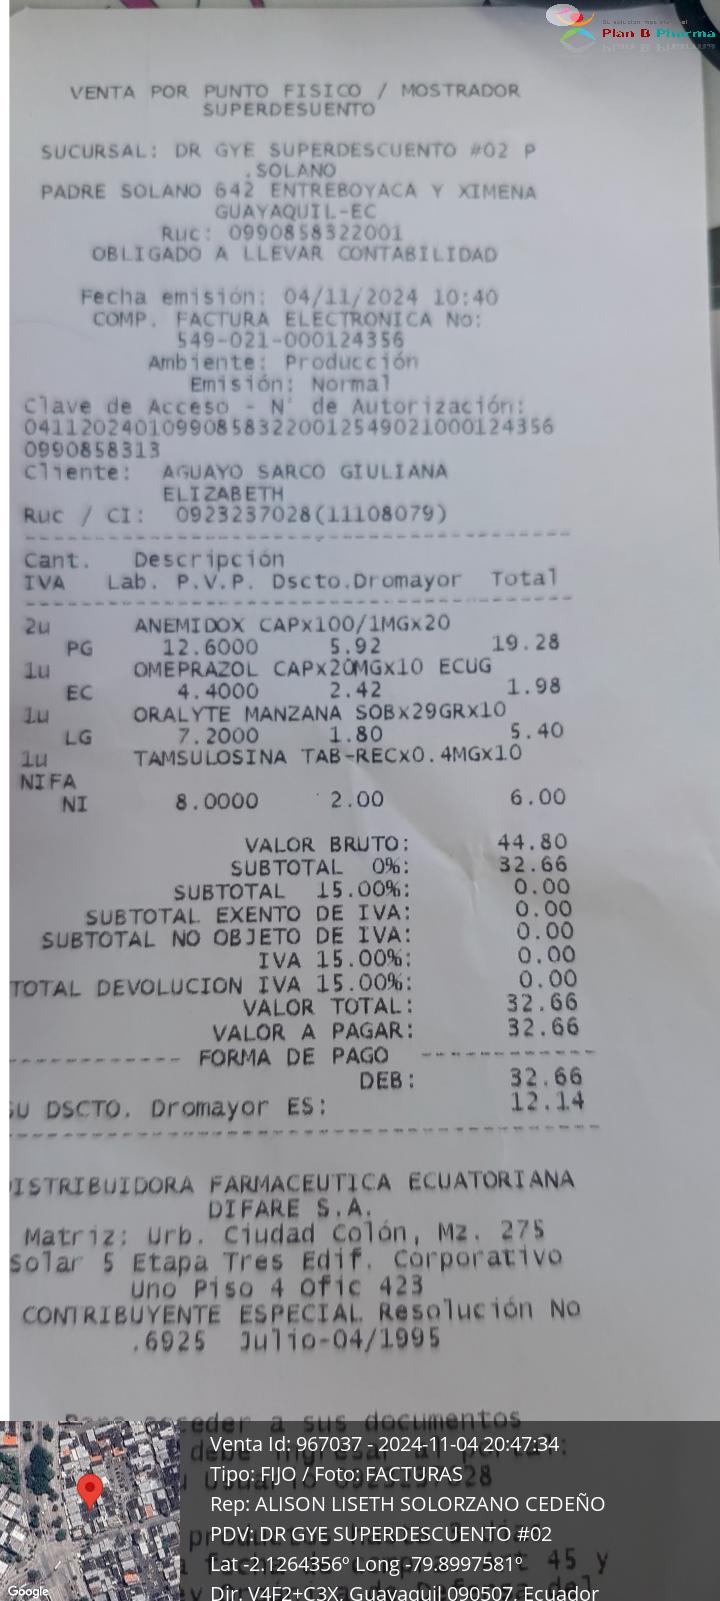 Su solucion mas
Plan B Pharma
VENTA POR PUNTO FISICO / MOSTRADOR
SUPERDESUENTO
SUCURSAL: DR GYE SUPERDESCUENTO #02 P
.SOLANO
PADRE SOLANO 642 ENTREBOYACA Y XIMENA
GUAYAQUIL-EC
Ruc: 0990858322001
OBLIGADO A LLEVAR CONTABILIDAD
Fecha emisión: 04/11/2024 10:40
COMP. FACTURA ELECTRONICA No:
549-021-000124356
Ambiente: Producción
Emisión: Normal
Clave de Acceso - N° de Autorización:
041120240109908583220012549021000124356
0990858313
Cliente: AGUAYO SARCO GIULIANA
ELIZABETH
Ruc / CI: 0923237028(11108079)
Cant. Descripción
IVA Lab. P.V.P. Dscto.Dromayor Total
2u ANEMIDOX CAPx100/1MGx20
PG 12.6000 5.92 19.28
1u OMEPRAZOL CAPx20MGx10 ECUG
EC 4.4000 2.42 1.98
1u ORALYTE MANZANA SOBx29GRx10
LG 7.2000 1.80 5.40
1u TAMSULOSINA TAB-RECx0.4MGx10
NIFA
NI 8.0000 2.00 6.00
VALOR BRUTO: 44.80
SUBTOTAL 0%: 32.66
SUBTOTAL 15.00%: 0.00
SUBTOTAL EXENTO DE IVA: 0.00
SUBTOTAL NO OBJETO DE IVA: 0.00
IVA 15.00%: 0.00
TOTAL DEVOLUCION IVA 15.00%: 0.00
VALOR TOTAL: 32.66
VALOR A PAGAR: 32.66
------------ FORMA DE PAGO ------------
DEB: 32.66
SU DSCTO. Dromayor ES: 12.14
DISTRIBUIDORA FARMACEUTICA ECUATORIANA
DIFARE S.A.
Matriz: Urb. Ciudad Colón, Mz. 275
Solar 5 Etapa Tres Edif. Corporativo
Uno Piso 4 Ofic 423
CONTRIBUYENTE ESPECIAL Resolución No
.6925 Julio-04/1995
a sus documentos
Venta Id: 967037 - 2024-11-04 20:47:34
Tipo: FIJO / Foto: FACTURAS
Rep: ALISON LISETH SOLORZANO CEDEÑO
PDV: DR GYE SUPERDESCUENTO #02
Lat -2.1264356º Long -79.8997581º
45 y
Dir. V4F2+C3X, Guayaquil 090507, Ecuador
Google